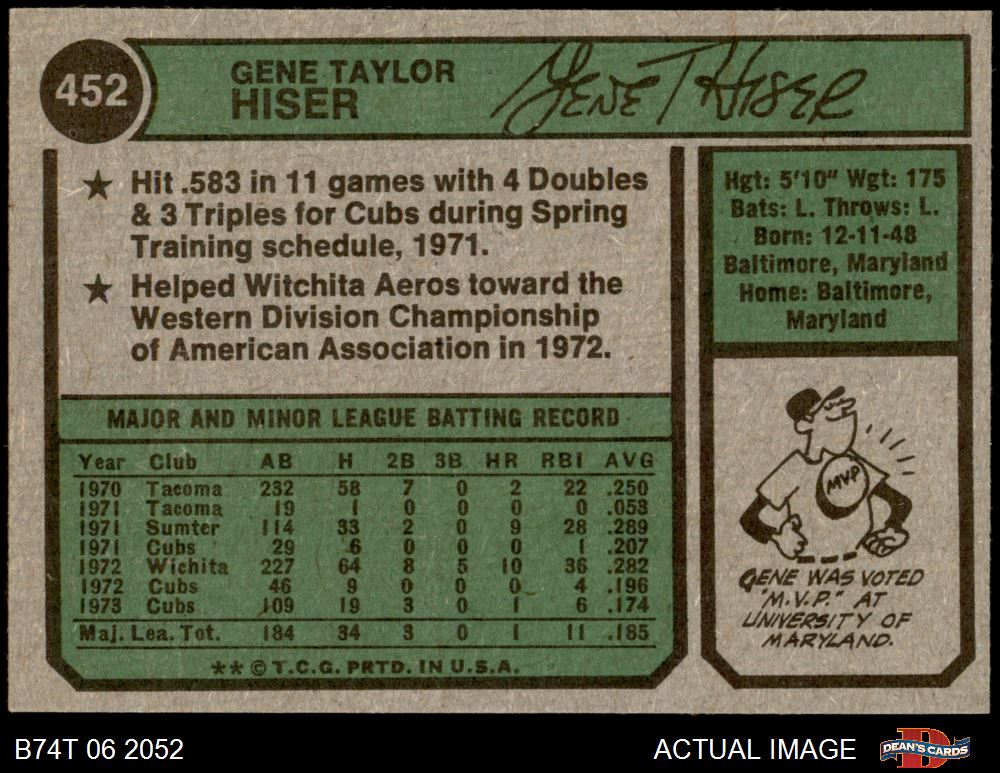 452
GENE TAYLOR
HISER
Gene T Hiser
★ Hit .583 in 11 games with 4 Doubles
& 3 Triples for Cubs during Spring
Training schedule, 1971.
★ Helped Witchita Aeros toward the
Western Division Championship
of American Association in 1972.
MAJOR AND MINOR LEAGUE BATTING RECORD
Year Club AB H 2B 3B HR RBI AVG
1970 Tacoma 232 58 7 0 2 22 .250
1971 Tacoma 19 1 0 0 0 0 .053
1971 Sumter 114 33 2 0 9 28 .289
1971 Cubs 29 6 0 0 0 1 .207
1972 Wichita 227 64 8 5 10 36 .282
1972 Cubs 46 9 0 0 0 4 .196
1973 Cubs 109 19 3 0 1 6 .174
Maj. Lea. Tot. 184 34 3 0 1 11 .185
** © T.C.G. PRTD. IN U.S.A.
Hgt: 5'10" Wgt: 175
Bats: L. Throws: L.
Born: 12-11-48
Baltimore, Maryland
Home: Baltimore,
Maryland
MVP
GENE WAS VOTED
"M.V.P." AT
UNIVERSITY OF
MARYLAND.
B74T 06 2052
ACTUAL IMAGE
DEAN'S CARDS